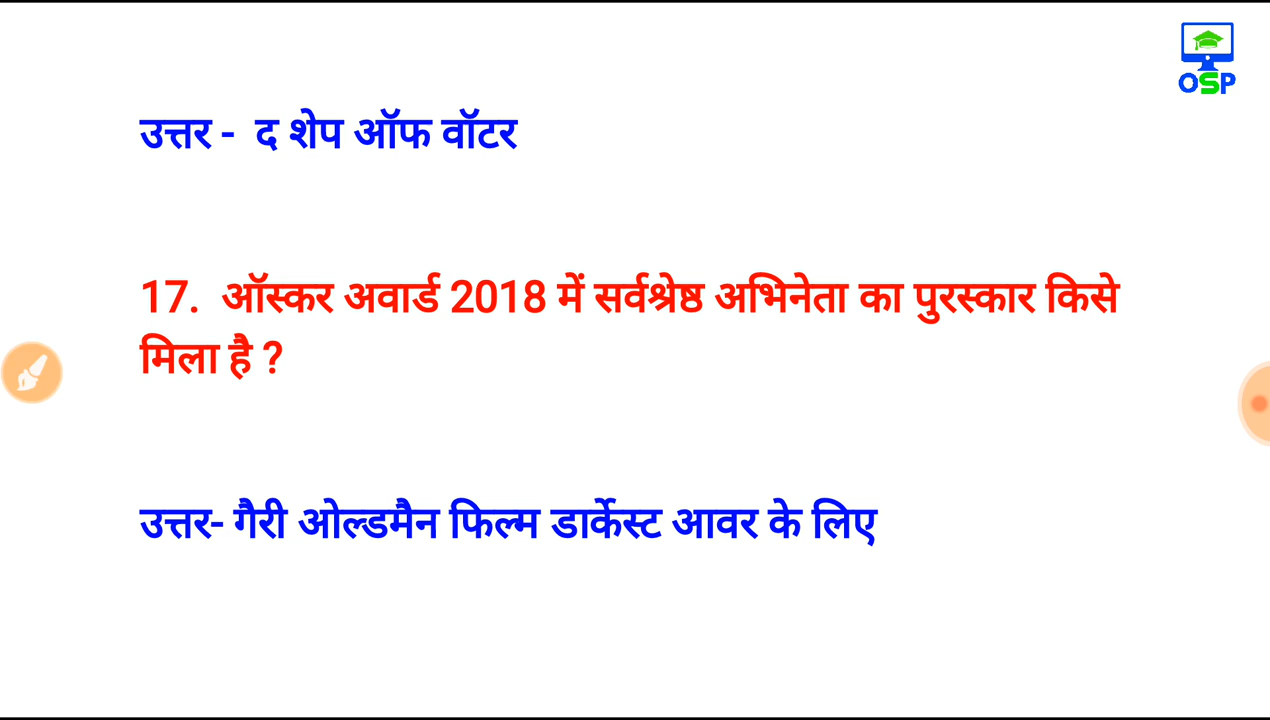 OSP
उत्तर - द शेप ऑफ वॉटर
17. ऑस्कर अवार्ड 2018 में सर्वश्रेष्ठ अभिनेता का पुरस्कार किसे
मिला है ?
उत्तर- गैरी ओल्डमैन फिल्म डार्केस्ट आवर के लिए